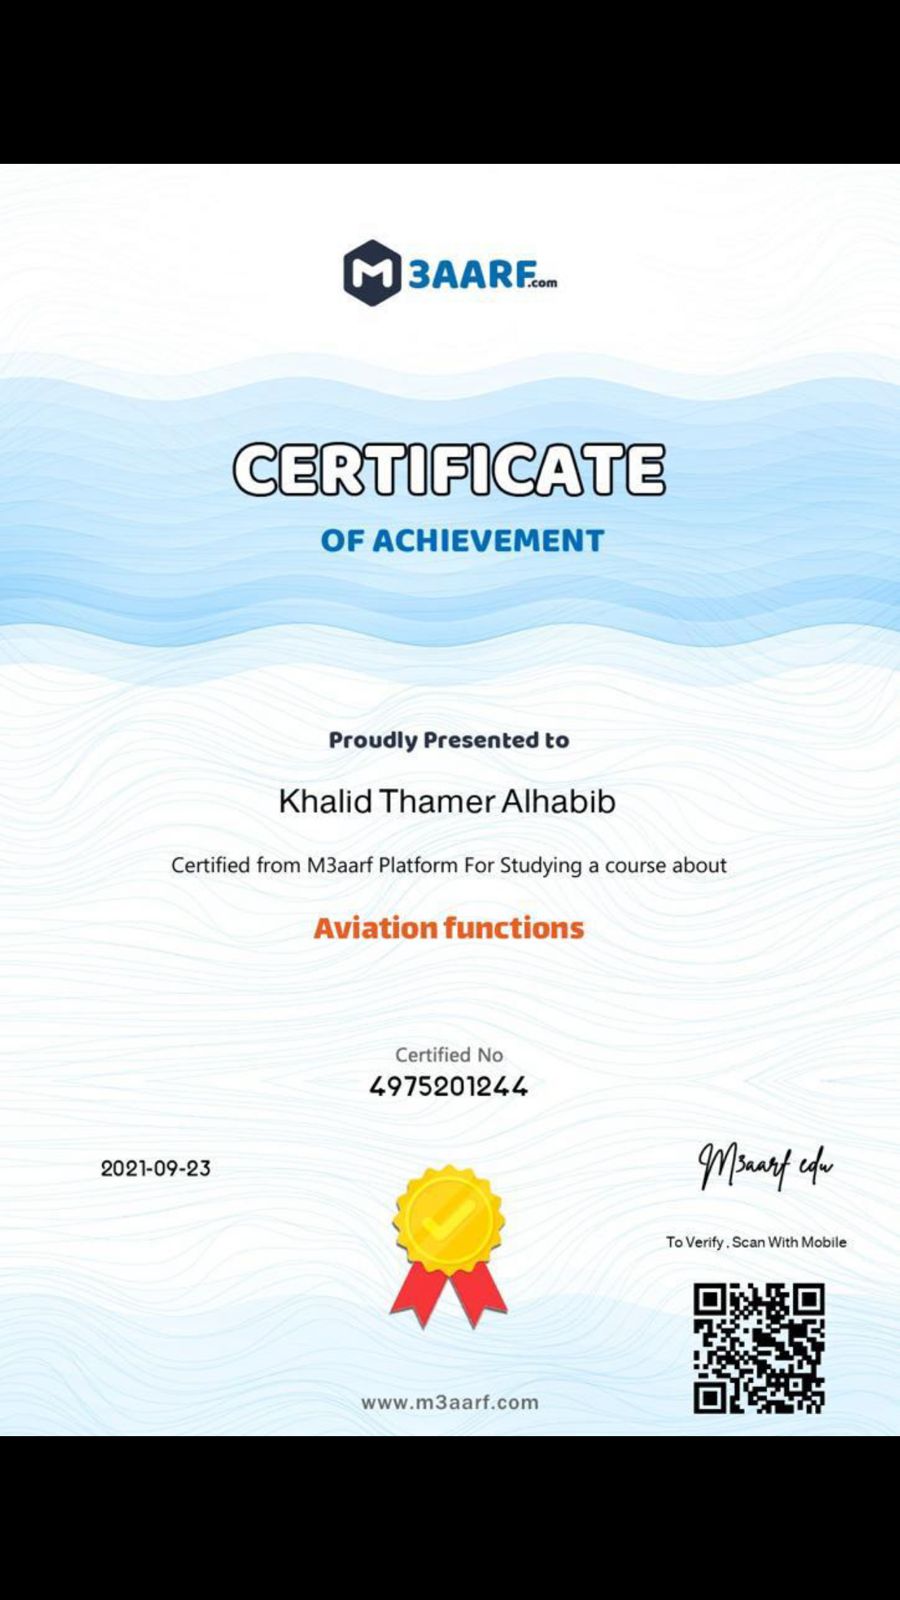 M3AARF.com
CERTIFICATE
OF ACHIEVEMENT
Proudly Presented to
Khalid Thamer Alhabib
Certified from M3aarf Platform For Studying a course about
Aviation functions
Certified No
4975201244
2021-09-23
M3aarf edu
To Verify , Scan With Mobile
www.m3aarf.com